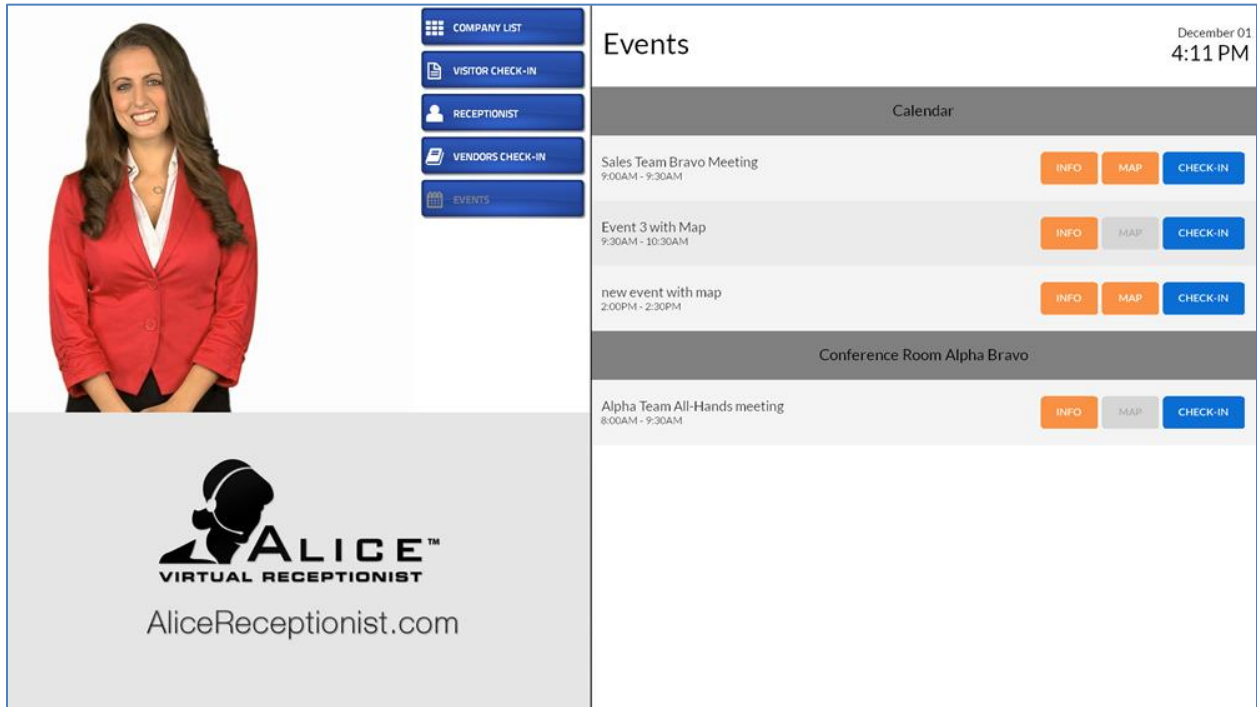 COMPANY LIST
VISITOR CHECK-IN
RECEPTIONIST
VENDORS CHECK-IN
EVENTS
ALICE™
VIRTUAL RECEPTIONIST
AliceReceptionist.com
Events
December 01
4:11 PM
Calendar
Sales Team Bravo Meeting
9:00AM - 9:30AM
INFO MAP CHECK-IN
Event 3 with Map
9:30AM - 10:30AM
INFO MAP CHECK-IN
new event with map
2:00PM - 2:30PM
INFO MAP CHECK-IN
Conference Room Alpha Bravo
Alpha Team All-Hands meeting
8:00AM - 9:30AM
INFO MAP CHECK-IN